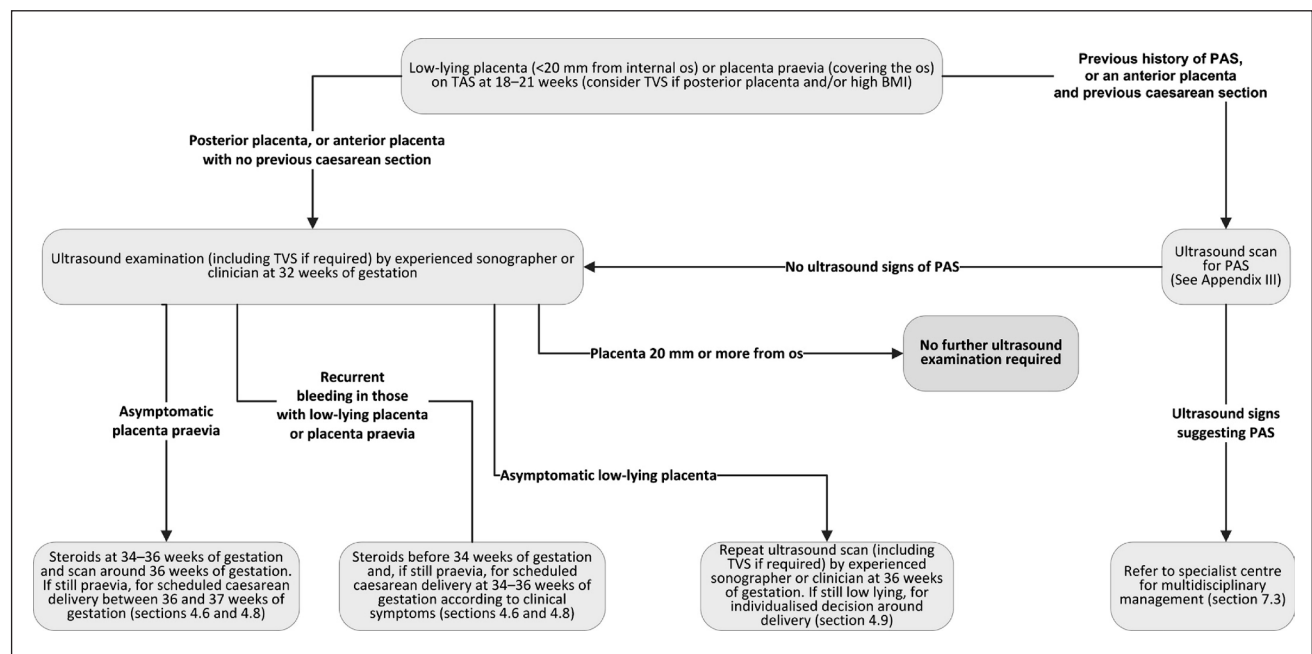 Low-lying placenta (<20 mm from internal os) or placenta praevia (covering the os)
on TAS at 18–21 weeks (consider TVS if posterior placenta and/or high BMI)
Previous history of PAS,
or an anterior placenta
and previous caesarean section
Posterior placenta, or anterior placenta
with no previous caesarean section
Ultrasound examination (including TVS if required) by experienced sonographer or
clinician at 32 weeks of gestation
No ultrasound signs of PAS
Ultrasound scan
for PAS
(See Appendix III)
Placenta 20 mm or more from os
No further ultrasound
examination required
Asymptomatic
placenta praevia
Recurrent
bleeding in those
with low-lying placenta
or placenta praevia
Asymptomatic low-lying placenta
Ultrasound signs
suggesting PAS
Steroids at 34–36 weeks of gestation
and scan around 36 weeks of gestation.
If still praevia, for scheduled caesarean
delivery between 36 and 37 weeks of
gestation (sections 4.6 and 4.8)
Steroids before 34 weeks of gestation
and, if still praevia, for scheduled
caesarean delivery at 34–36 weeks of
gestation according to clinical
symptoms (sections 4.6 and 4.8)
Repeat ultrasound scan (including
TVS if required) by experienced
sonographer or clinician at 36 weeks
of gestation. If still low lying, for
individualised decision around
delivery (section 4.9)
Refer to specialist centre
for multidisciplinary
management (section 7.3)